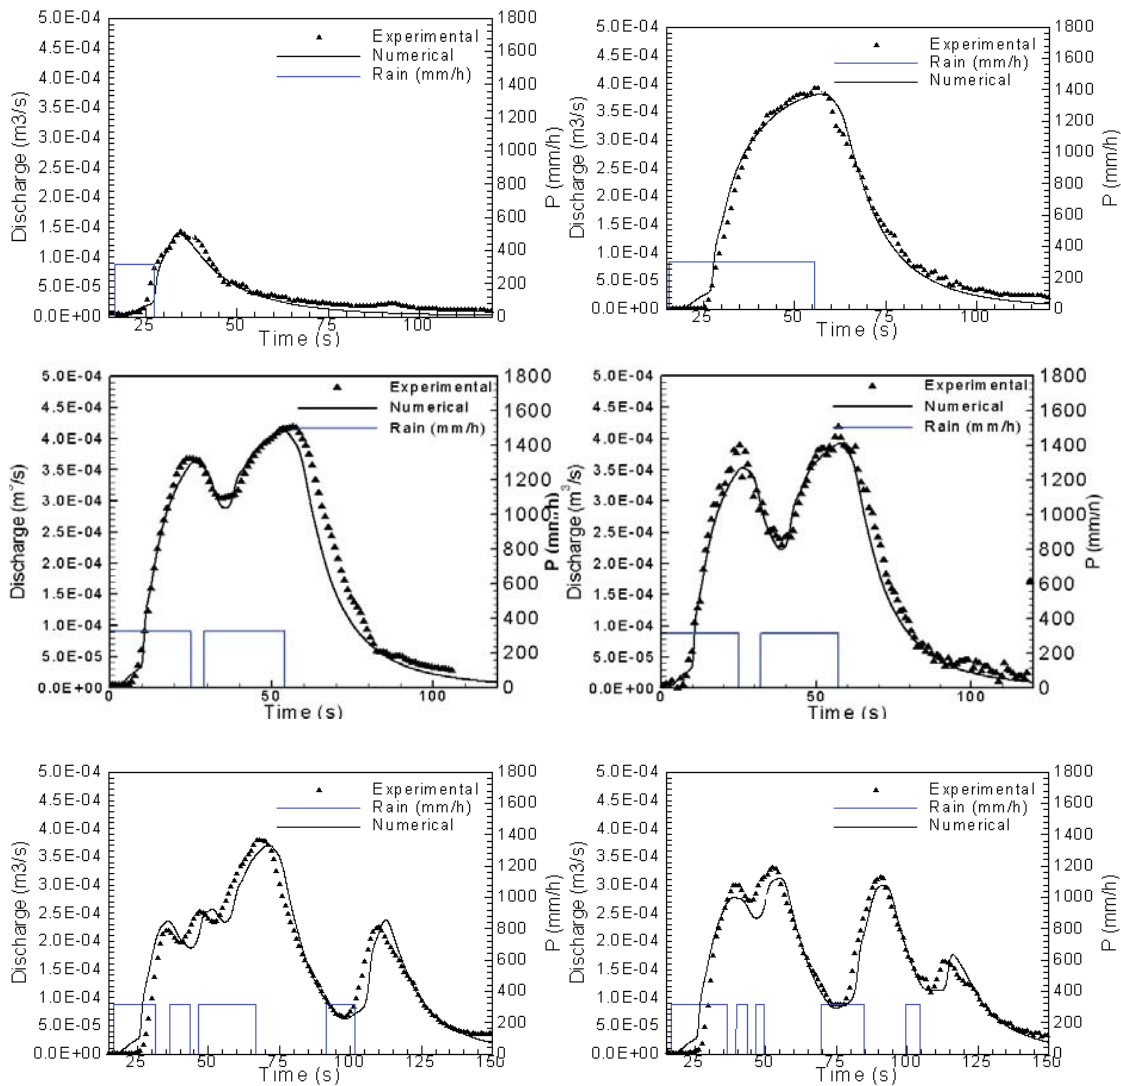 5.0E-04
4.5E-04
4.0E-04
3.5E-04
3.0E-04
2.5E-04
2.0E-04
1.5E-04
1.0E-04
5.0E-05
0.0E+00
Discharge (m3/s)
Experimental
Numerical
Rain (mm/h)
1800
1600
1400
1200
1000
800
600
400
200
0
P (mm/h)
25 50 75 100
Time (s)
5.0E-04
4.5E-04
4.0E-04
3.5E-04
3.0E-04
2.5E-04
2.0E-04
1.5E-04
1.0E-04
5.0E-05
0.0E+00
Discharge (m3/s)
Experimental
Rain (mm/h)
Numerical
1800
1600
1400
1200
1000
800
600
400
200
0
P (mm/h)
25 50 75 100
Time (s)
5.0E-04
4.5E-04
4.0E-04
3.5E-04
3.0E-04
2.5E-04
2.0E-04
1.5E-04
1.0E-04
5.0E-05
0.0E+00
Discharge (m³/s)
Experimental
Numerical
Rain (mm/h)
1800
1600
1400
1200
1000
800
600
400
200
0
P (mm/h)
0 50 100
Time (s)
5.0E-04
4.5E-04
4.0E-04
3.5E-04
3.0E-04
2.5E-04
2.0E-04
1.5E-04
1.0E-04
5.0E-05
0.0E+00
Discharge (m³/s)
Experimental
Numerical
Rain (mm/h)
1800
1600
1400
1200
1000
800
600
400
200
0
P (mm/h)
0 50 100
Time (s)
5.0E-04
4.5E-04
4.0E-04
3.5E-04
3.0E-04
2.5E-04
2.0E-04
1.5E-04
1.0E-04
5.0E-05
0.0E+00
Discharge (m3/s)
Experimental
Rain (mm/h)
Numerical
1800
1600
1400
1200
1000
800
600
400
200
0
P (mm/h)
25 50 75 100 125 150
Time (s)
5.0E-04
4.5E-04
4.0E-04
3.5E-04
3.0E-04
2.5E-04
2.0E-04
1.5E-04
1.0E-04
5.0E-05
0.0E+00
Discharge (m3/s)
Experimental
Rain (mm/h)
Numerical
1800
1600
1400
1200
1000
800
600
400
200
0
P (mm/h)
25 50 75 100 125 150
Time (s)